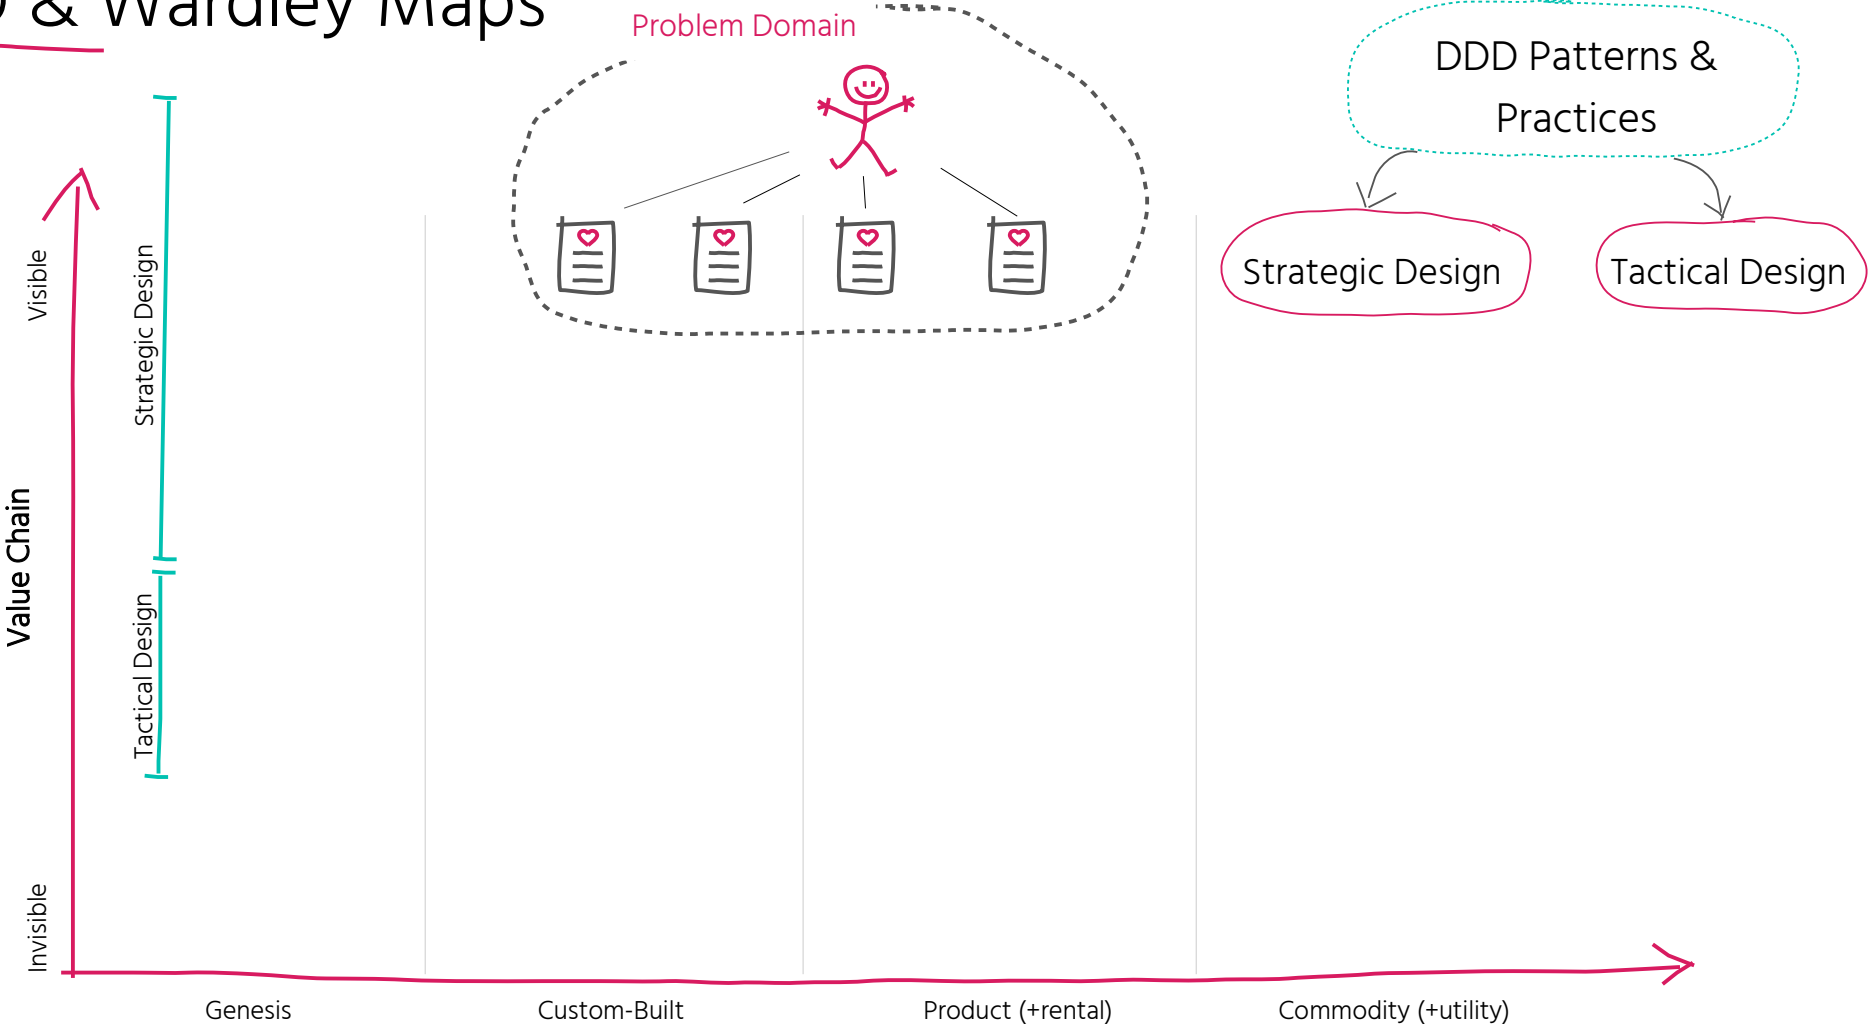 & Wardley Maps
Problem Domain
DDD Patterns &
Practices
Strategic Design
Tactical Design
Visible
Strategic Design
Value Chain
Tactical Design
Invisible
Genesis
Custom-Built
Product (+rental)
Commodity (+utility)